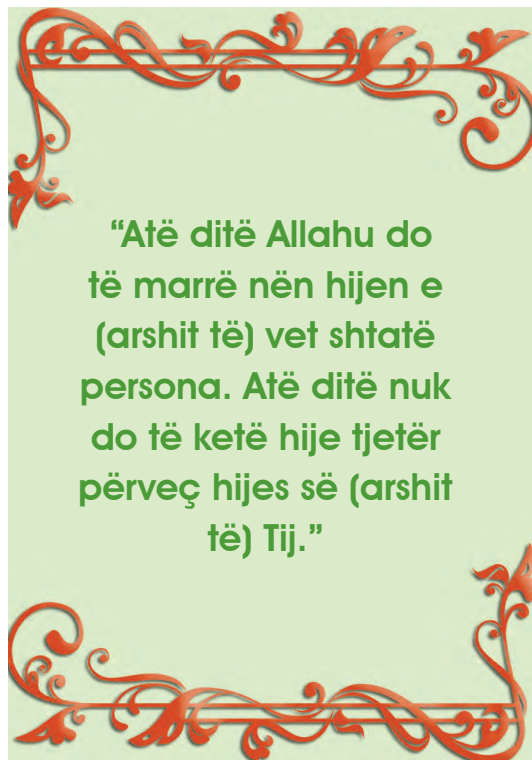 “Atë ditë Allahu do
të marrë nën hijen e
(arshit të) vet shtatë
persona. Atë ditë nuk
do të ketë hije tjetër
përveç hijes së (arshit
të) Tij.”